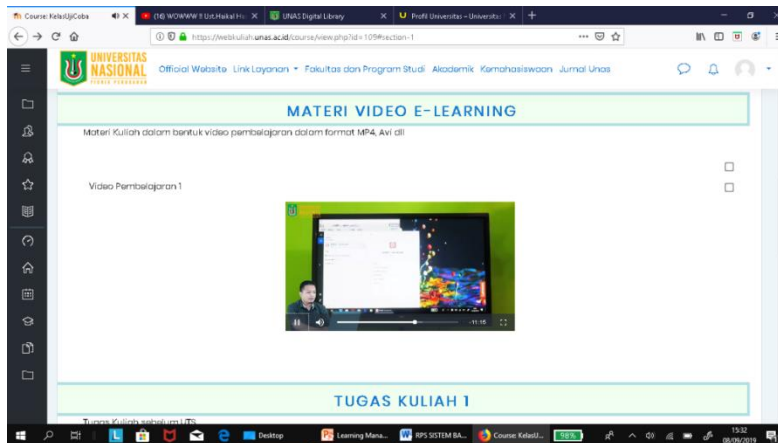 Course: KelasUjiCoba
(16) WOWWW !! Ust.Haikal H
UNAS Digital Library
Profil Universitas – Universitas
https://webkuliah.unas.ac.id/course/view.php?id=109#section-1
UNIVERSITAS
NASIONAL
Official Website Link Layanan Fakultas dan Program Studi Akademik Kemahasiswaan Jurnal Unas
MATERI VIDEO E-LEARNING
Materi Kuliah dalam bentuk video pembelajaran dalam format MP4, Avi dll
Video Pembelajaran 1
-11:15
TUGAS KULIAH 1
Tugas Kuliah sebelum UTS
Desktop
Learning Mana...
RPS SISTEM BA...
Course: KelasU...
98%
15:32
08/09/2019